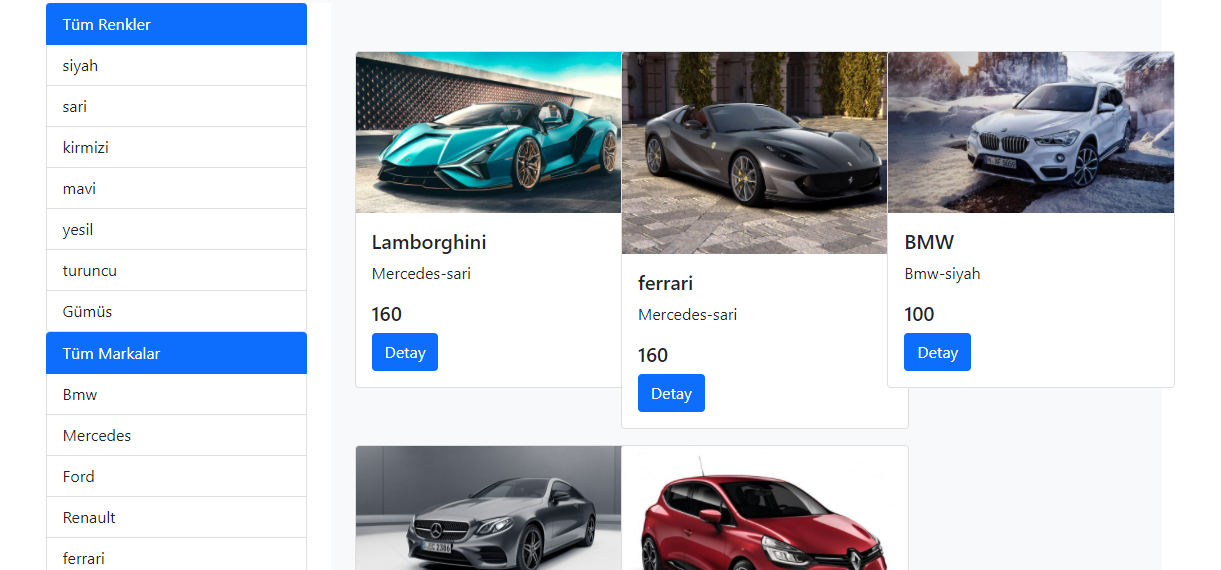 Tüm Renkler
siyah
sari
kirmizi
mavi
yesil
turuncu
Gümüs
Tüm Markalar
Bmw
Mercedes
Ford
Renault
ferrari
Lamborghini
Mercedes-sari
160
Detay
ferrari
Mercedes-sari
160
Detay
BMW
Bmw-siyah
100
Detay